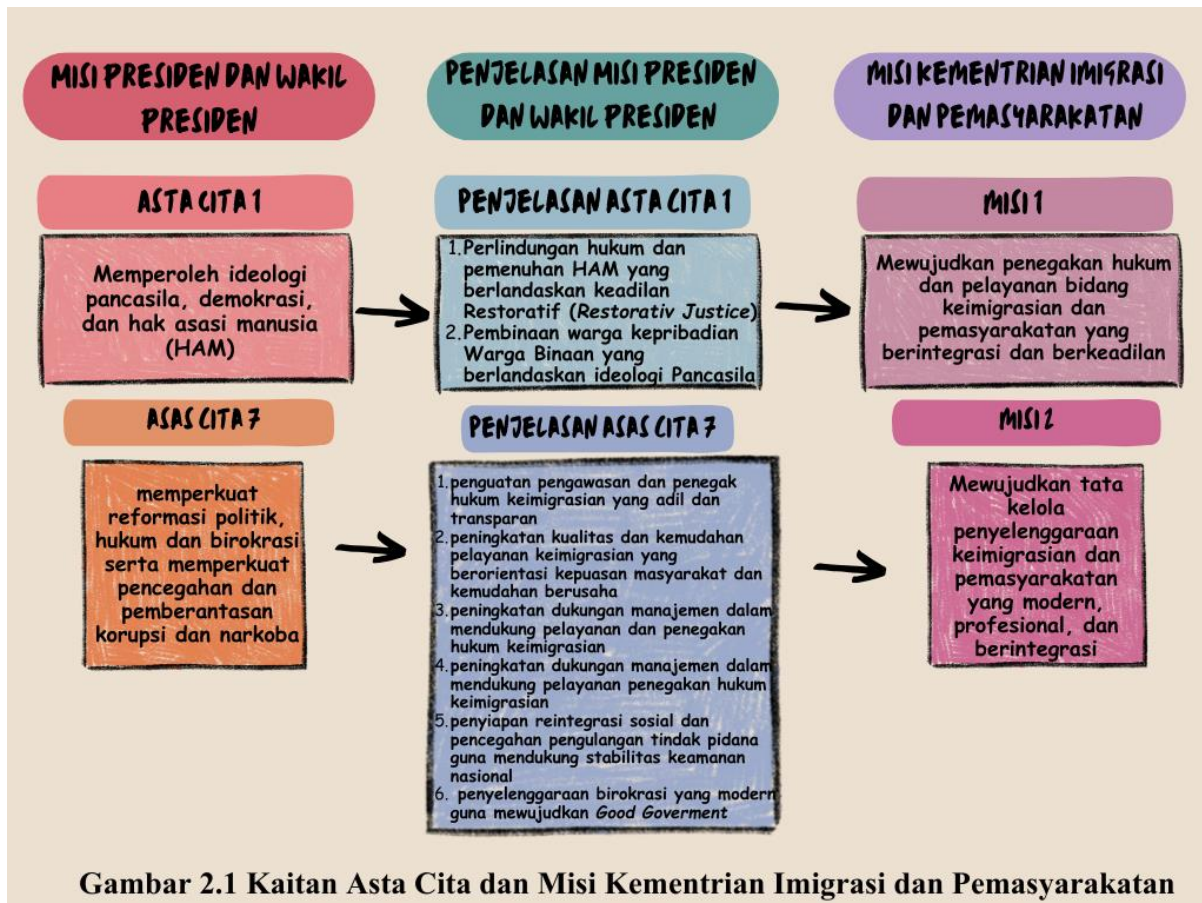 MISI PRESIDEN DAN WAKIL
PRESIDEN
PENJELASAN MISI PRESIDEN
DAN WAKIL PRESIDEN
MISI KEMENTRIAN IMIGRASI
DAN PEMASYARAKATAN
ASTA CITA 1
Memperoleh ideologi
pancasila, demokrasi,
dan hak asasi manusia
(HAM)
PENJELASAN ASTA CITA 1
1.Perlindungan hukum dan
pemenuhan HAM yang
berlandaskan keadilan
Restoratif (Restorativ Justice)
2.Pembinaan warga kepribadian
Warga Binaan yang
berlandaskan ideologi Pancasila
MISI 1
Mewujudkan penegakan hukum
dan pelayanan bidang
keimigrasian dan
pemasyarakatan yang
berintegrasi dan berkeadilan
ASAS CITA 7
memperkuat
reformasi politik,
hukum dan birokrasi
serta memperkuat
pencegahan dan
pemberantasan
korupsi dan narkoba
PENJELASAN ASAS CITA 7
1.penguatan pengawasan dan penegak
hukum keimigrasian yang adil dan
transparan
2.peningkatan kualitas dan kemudahan
pelayanan keimigrasian yang
berorientasi kepuasan masyarakat dan
kemudahan berusaha
3.peningkatan dukungan manajemen dalam
mendukung pelayanan dan penegakan
hukum keimigrasian
4.peningkatan dukungan manajemen dalam
mendukung pelayanan penegakan hukum
keimigrasian
5.penyiapan reintegrasi sosial dan
pencegahan pengulangan tindak pidana
guna mendukung stabilitas keamanan
nasional
6. penyelenggaraan birokrasi yang modern
guna mewujudkan Good Goverment
MISI 2
Mewujudkan tata
kelola
penyelenggaraan
keimigrasian dan
pemasyarakatan
yang modern,
profesional, dan
berintegrasi
Gambar 2.1 Kaitan Asta Cita dan Misi Kementrian Imigrasi dan Pemasyarakatan